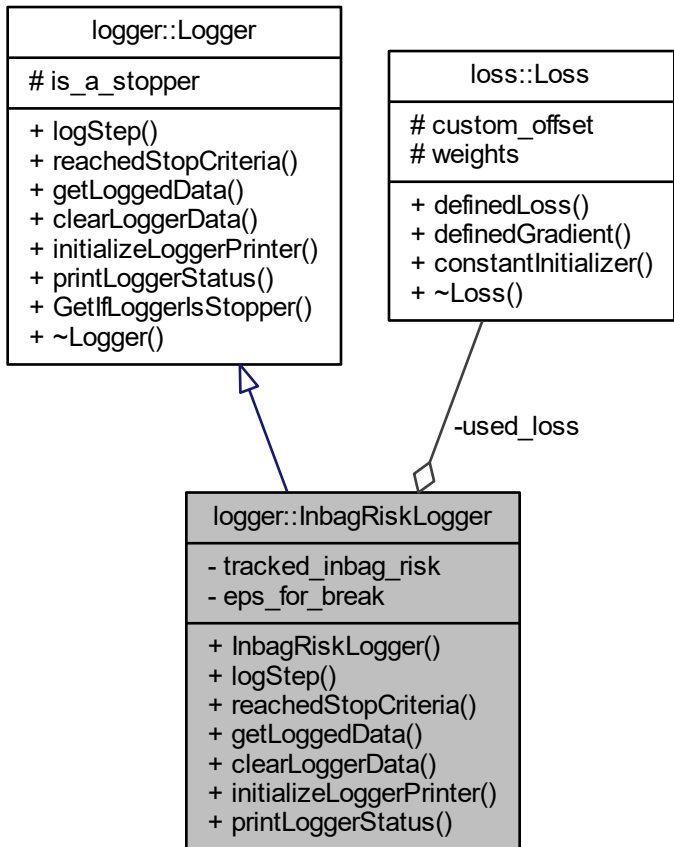 logger::Logger
# is_a_stopper
+ logStep()
+ reachedStopCriteria()
+ getLoggedData()
+ clearLoggerData()
+ initializeLoggerPrinter()
+ printLoggerStatus()
+ GetIfLoggerIsStopper()
+ ~Logger()
loss::Loss
# custom_offset
# weights
+ definedLoss()
+ definedGradient()
+ constantInitializer()
+ ~Loss()
-used_loss
logger::InbagRiskLogger
- tracked_inbag_risk
- eps_for_break
+ InbagRiskLogger()
+ logStep()
+ reachedStopCriteria()
+ getLoggedData()
+ clearLoggerData()
+ initializeLoggerPrinter()
+ printLoggerStatus()